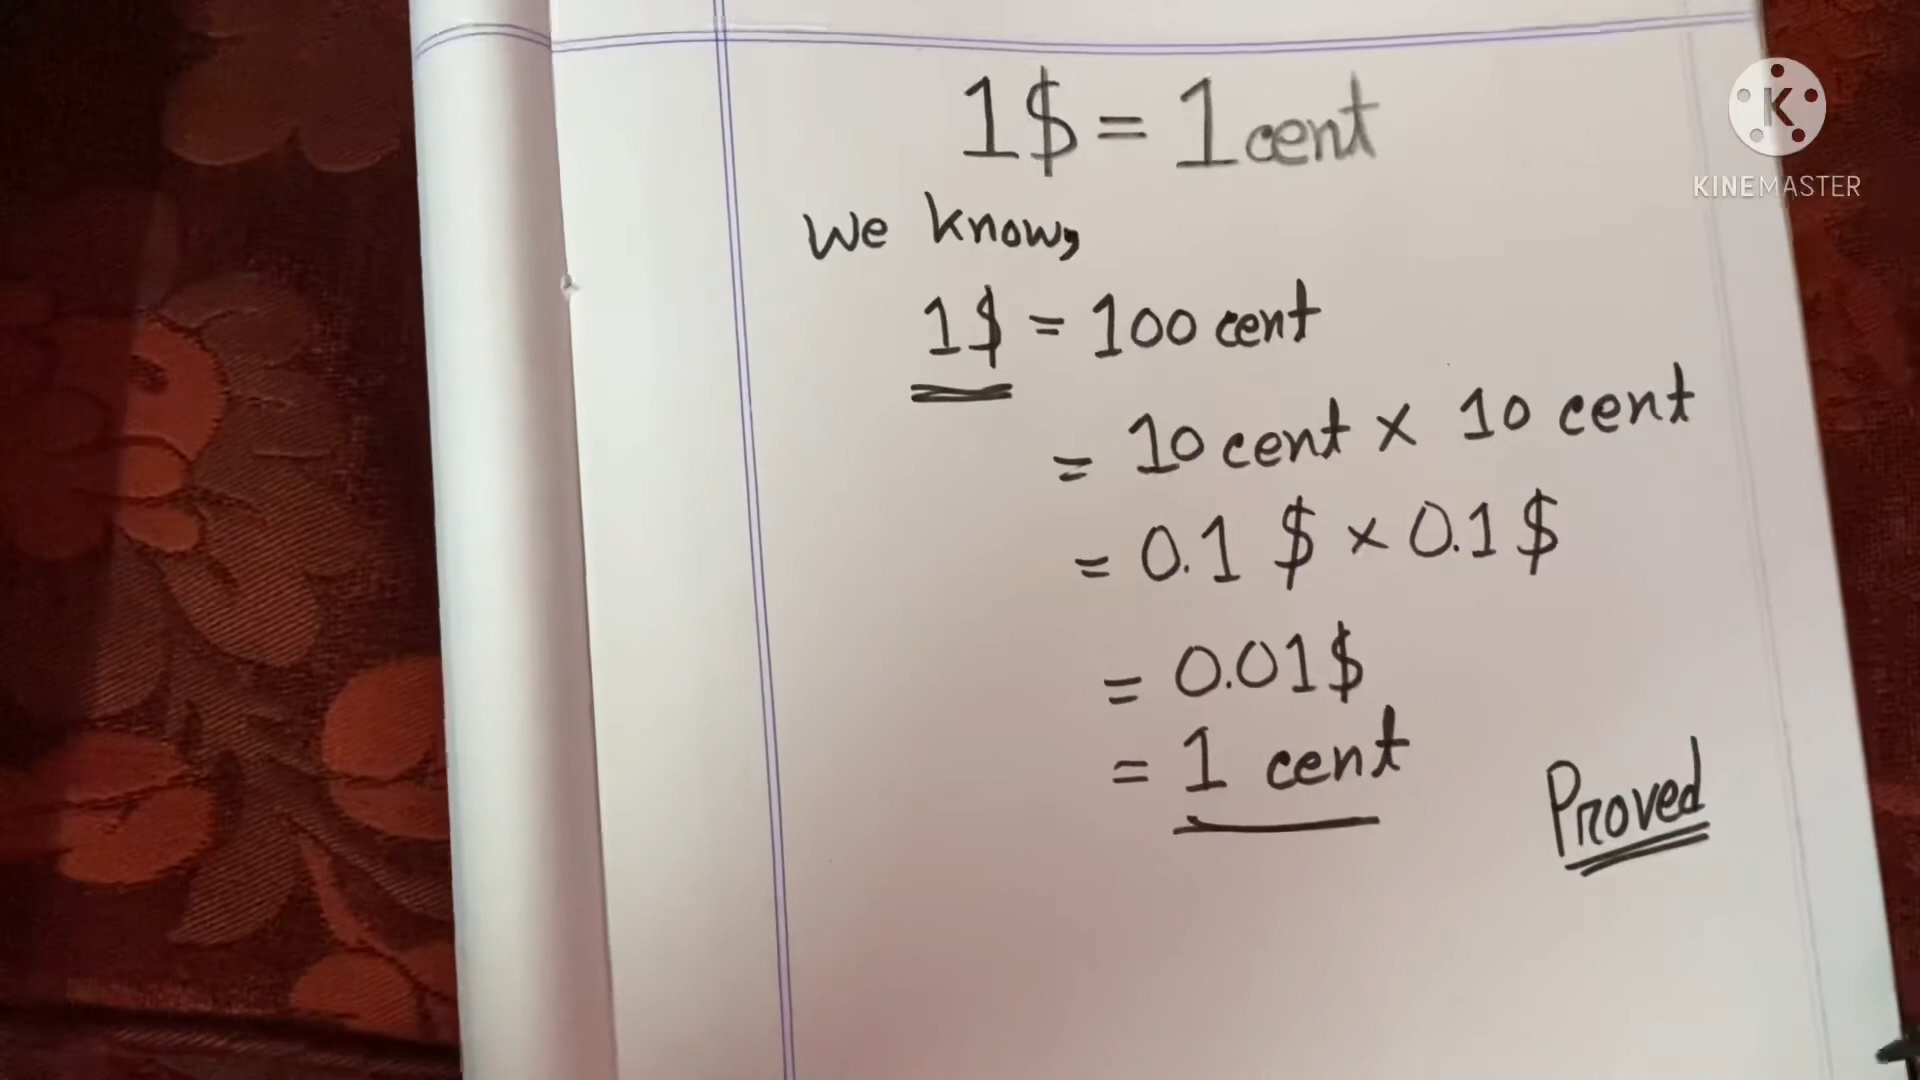 1$ = 1 cent
K
KINEMASTER
We know,
1$ = 100 cent
= 10 cent × 10 cent
= 0.1 $ × 0.1 $
= 0.01 $
= 1 cent
Proved